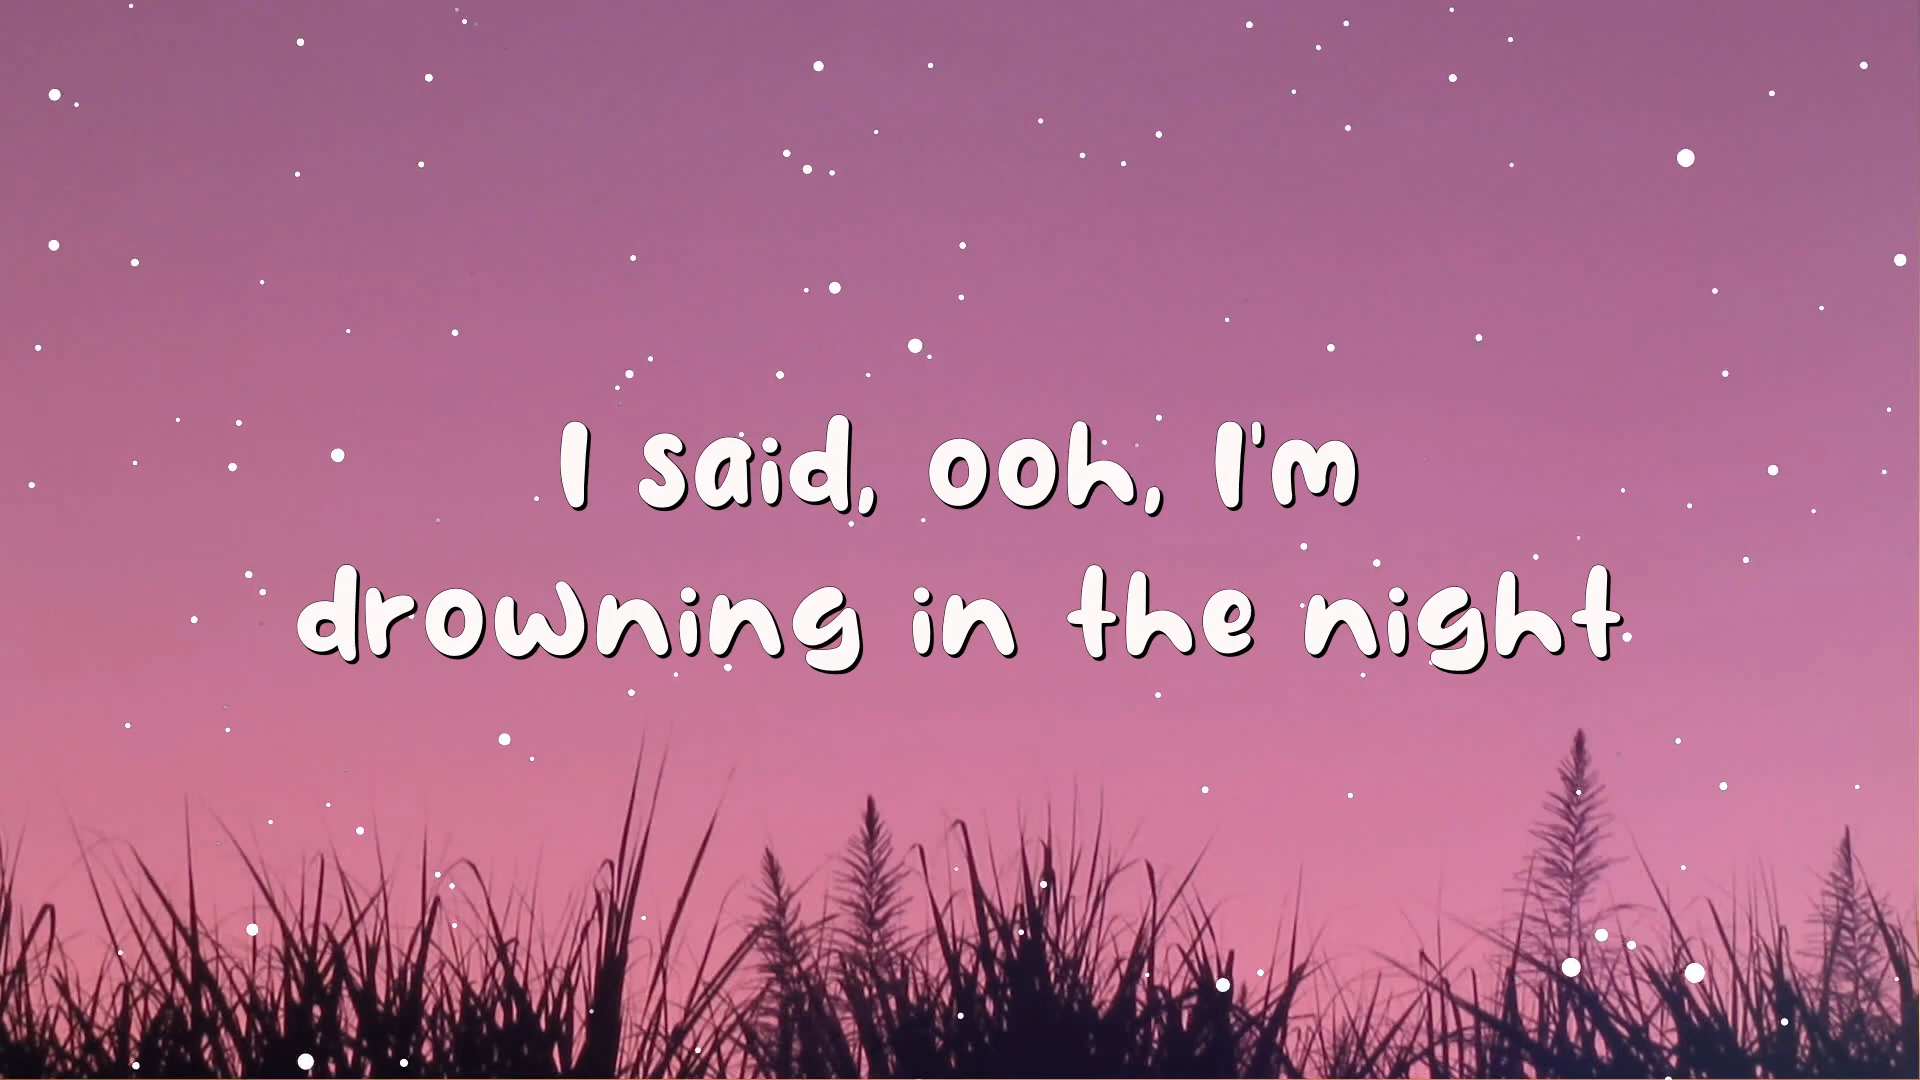 I said, ooh, I'm
drowning in the night